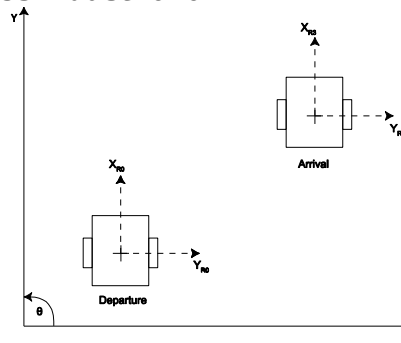 Y
X_R3
Y_R
Arrival
X_R0
Y_R0
Departure
θ